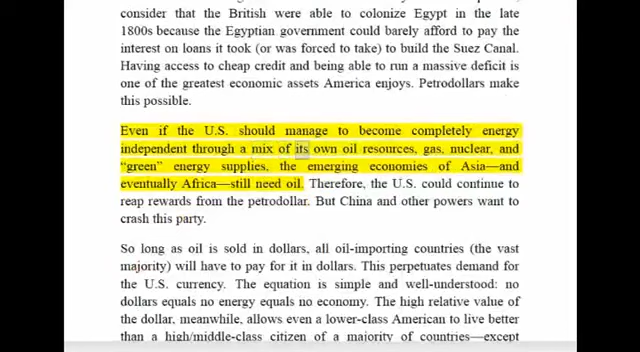 consider that the British were able to colonize Egypt in the late
1800s because the Egyptian government could barely afford to pay the
interest on loans it took (or was forced to take) to build the Suez Canal.
Having access to cheap credit and being able to run a massive deficit is
one of the greatest economic assets America enjoys. Petrodollars make
this possible.
Even if the U.S. should manage to become completely energy
independent through a mix of its own oil resources, gas, nuclear, and
“green” energy supplies, the emerging economies of Asia—and
eventually Africa—still need oil. Therefore, the U.S. could continue to
reap rewards from the petrodollar. But China and other powers want to
crash this party.
So long as oil is sold in dollars, all oil-importing countries (the vast
majority) will have to pay for it in dollars. This perpetuates demand for
the U.S. currency. The equation is simple and well-understood: no
dollars equals no energy equals no economy. The high relative value of
the dollar, meanwhile, allows even a lower-class American to live better
than a high/middle-class citizen of a majority of countries—except